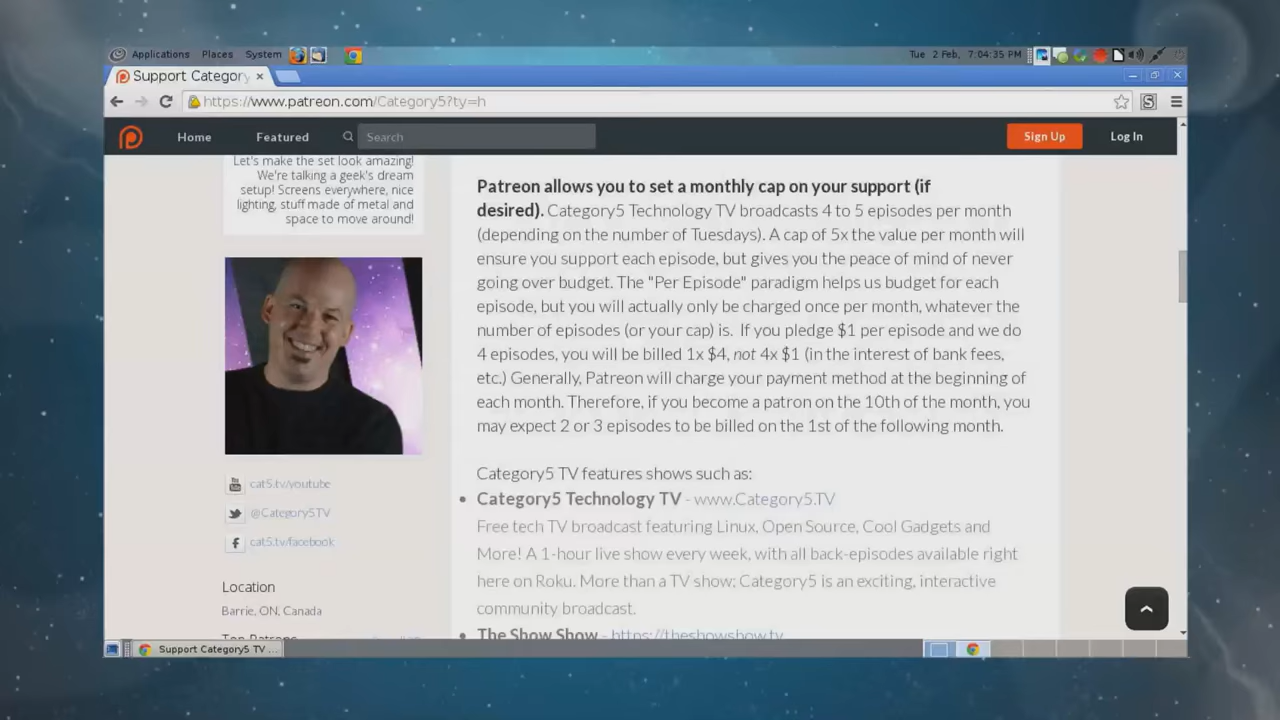 Applications Places System
Tue 2 Feb, 7:04:35 PM
Support Category
https://www.patreon.com/Category5?ty=h
Home Featured Search Sign Up Log In
Let's make the set look amazing!
We're talking a geek's dream
setup! Screens everywhere, nice
lighting, stuff made of metal and
space to move around!
cat5.tv/youtube
@Category5TV
cat5.tv/facebook
Location
Barrie, ON, Canada
Top Patrons
Patreon allows you to set a monthly cap on your support (if
desired). Category5 Technology TV broadcasts 4 to 5 episodes per month
(depending on the number of Tuesdays). A cap of 5x the value per month will
ensure you support each episode, but gives you the peace of mind of never
going over budget. The "Per Episode" paradigm helps us budget for each
episode, but you will actually only be charged once per month, whatever the
number of episodes (or your cap) is. If you pledge $1 per episode and we do
4 episodes, you will be billed 1x $4, not 4x $1 (in the interest of bank fees,
etc.) Generally, Patreon will charge your payment method at the beginning of
each month. Therefore, if you become a patron on the 10th of the month, you
may expect 2 or 3 episodes to be billed on the 1st of the following month.
Category5 TV features shows such as:
Category5 Technology TV - www.Category5.TV
Free tech TV broadcast featuring Linux, Open Source, Cool Gadgets and
More! A 1-hour live show every week, with all back-episodes available right
here on Roku. More than a TV show; Category5 is an exciting, interactive
community broadcast.
The Show Show - https://theshowshow.tv
Support Category5 TV ...